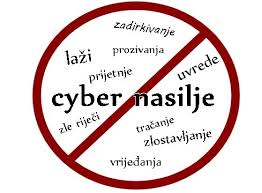 zadirkivanje
laži
prozivanja
uvrede
prijetnje
cyber nasilje
zle riječi
tračanje
zlostavljanje
vrijeđanja